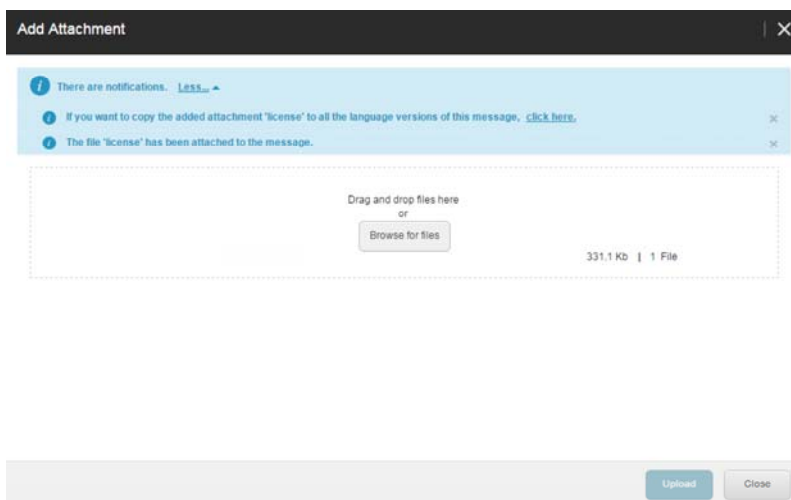 Add Attachment
There are notifications. Less...
If you want to copy the added attachment 'license' to all the language versions of this message, click here.
The file 'license' has been attached to the message.
Drag and drop files here
or
Browse for files
331.1 Kb | 1 File
Upload Close